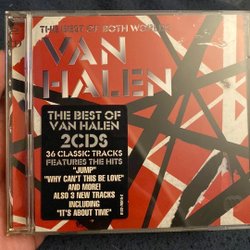 THE BEST OF BOTH WORLDS
VAN
HALEN
THE BEST OF
VAN HALEN
2CDS
36 CLASSIC TRACKS
FEATURES THE HITS
"JUMP"
"WHY CAN'T THIS BE LOVE"
AND MORE!
ALSO 3 NEW TRACKS
INCLUDING
"IT'S ABOUT TIME"